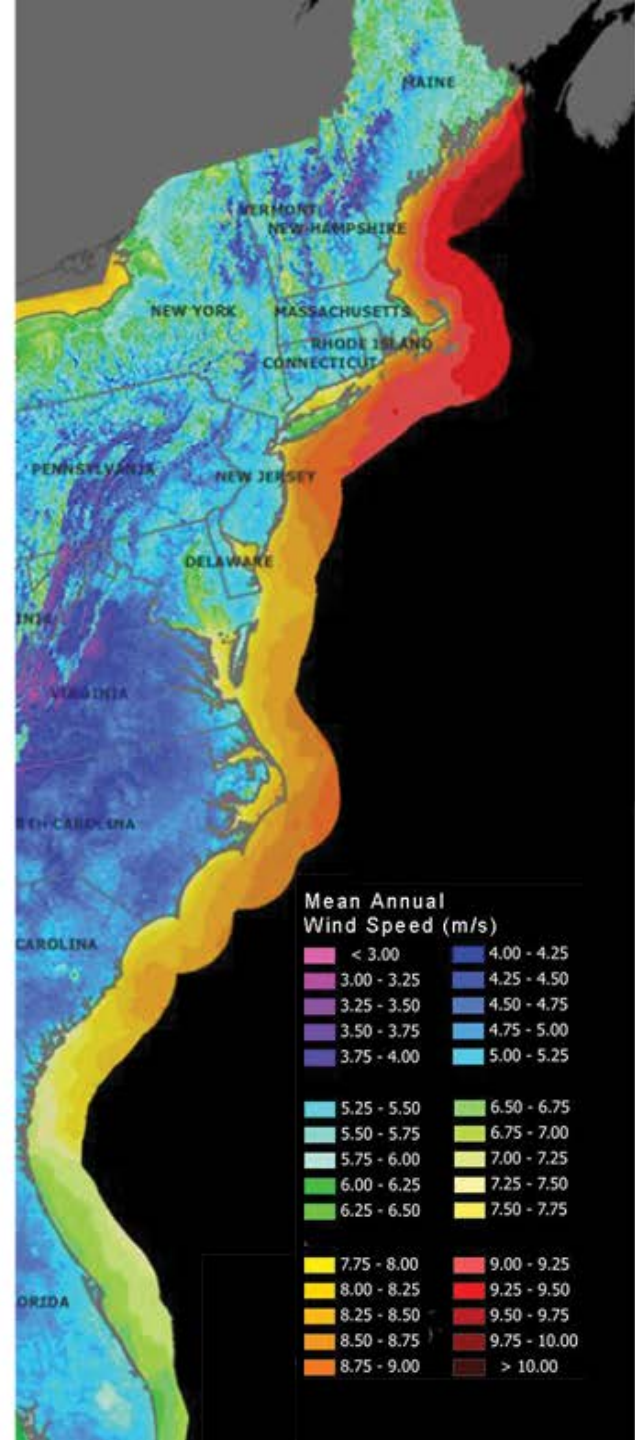 MAINE
VERMONT
NEW HAMPSHIRE
NEW YORK
MASSACHUSETTS
RHODE ISLAND
CONNECTICUT
PENNSYLVANIA
NEW JERSEY
DELAWARE
INIA
VIRGINIA
TH CAROLINA
CAROLINA
ORIDA
Mean Annual
Wind Speed (m/s)
< 3.00
3.00 - 3.25
3.25 - 3.50
3.50 - 3.75
3.75 - 4.00
4.00 - 4.25
4.25 - 4.50
4.50 - 4.75
4.75 - 5.00
5.00 - 5.25
5.25 - 5.50
5.50 - 5.75
5.75 - 6.00
6.00 - 6.25
6.25 - 6.50
6.50 - 6.75
6.75 - 7.00
7.00 - 7.25
7.25 - 7.50
7.50 - 7.75
7.75 - 8.00
8.00 - 8.25
8.25 - 8.50
8.50 - 8.75
8.75 - 9.00
9.00 - 9.25
9.25 - 9.50
9.50 - 9.75
9.75 - 10.00
> 10.00